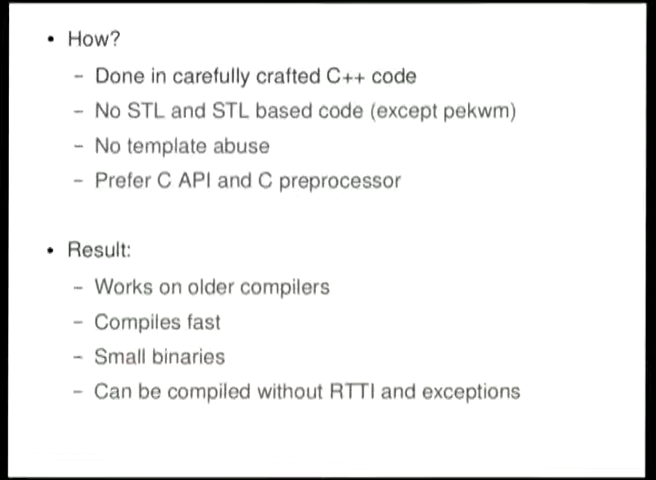 • How?
– Done in carefully crafted C++ code
– No STL and STL based code (except pekwm)
– No template abuse
– Prefer C API and C preprocessor
• Result:
– Works on older compilers
– Compiles fast
– Small binaries
– Can be compiled without RTTI and exceptions